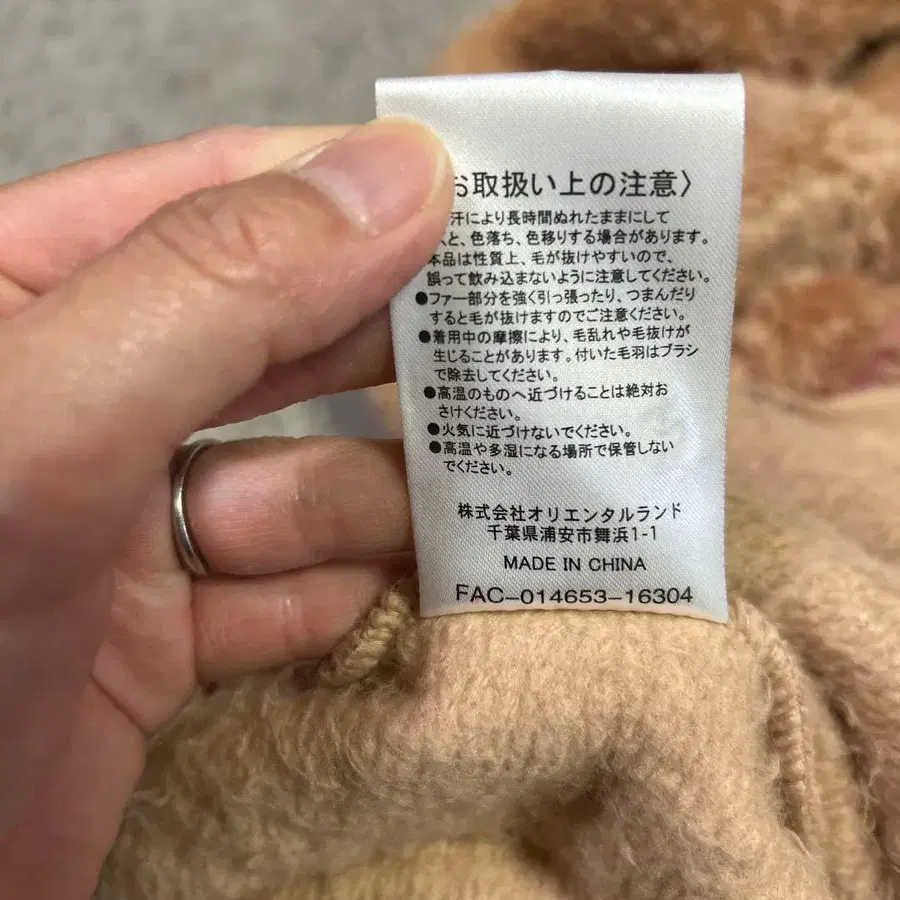 お取扱い上の注意〉
汗により長時間ぬれたままにして
と、色落ち、色移りする場合があります。
本品は性質上、毛が抜けやすいので、
誤って飲み込まないように注意してください。
●ファー部分を強く引っ張ったり、つまんだり
すると毛が抜けますのでご注意ください。
●着用中の摩擦により、毛乱れや毛抜けが
生じることがあります。付いた毛羽はブラシ
で除去してください。
●高温のものへ近づけることは絶対お
さけください。
●火気に近づけないでください。
●高温や多湿になる場所で保管しない
でください。
株式会社オリエンタルランド
千葉県浦安市舞浜1-1
MADE IN CHINA
FAC-014653-16304